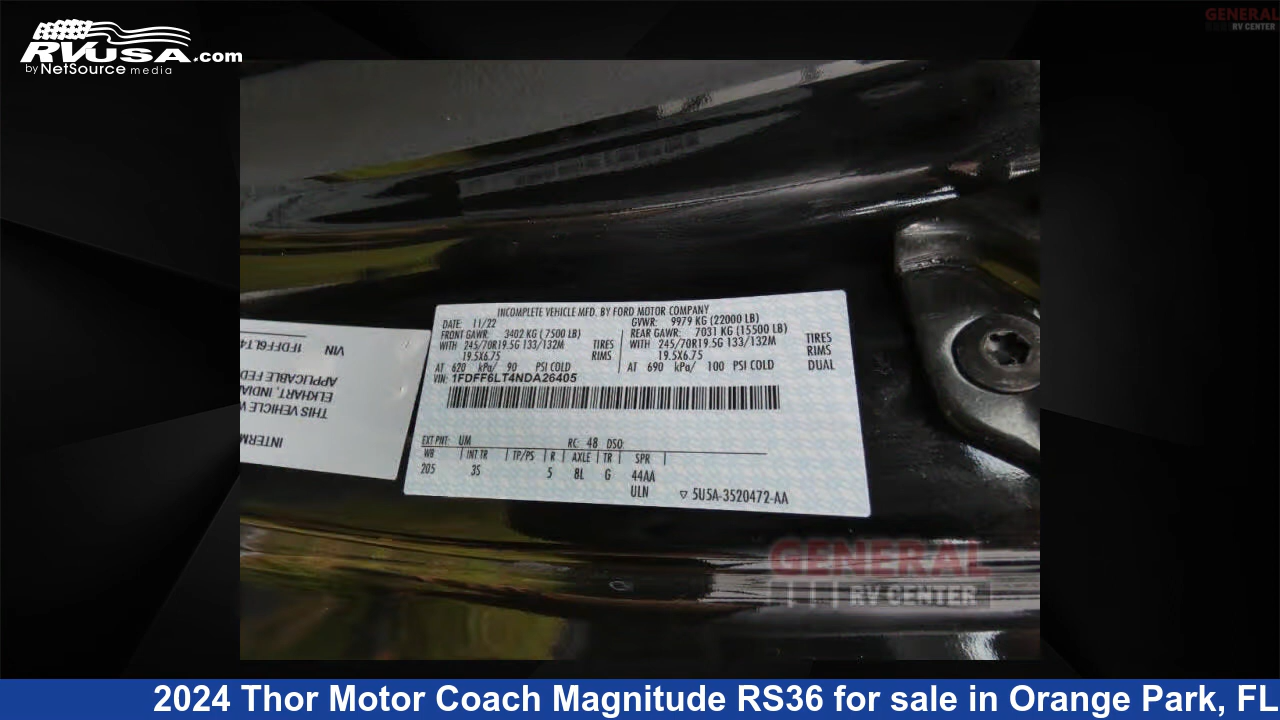 RVUSA.com
by NetSource media
GENERAL
RV CENTER
INCOMPLETE VEHICLE MFD. BY FORD MOTOR COMPANY
DATE: 11/22 GVWR: 9979 KG (22000 LB)
FRONT GAWR: 3402 KG (7500 LB) REAR GAWR: 7031 KG (15500 LB)
WITH 245/70R19.5G 133/132M TIRES WITH 245/70R19.5G 133/132M TIRES
19.5X6.75 RIMS 19.5X6.75 RIMS
AT 620 kPa/ 90 PSI COLD AT 690 kPa/ 100 PSI COLD DUAL
VIN: 1FDFF6LT4NDA26405
EXT PNT: UM RC: 48 DSO:
WB INT TR TP/PS R AXLE TR SPR
205 3S 5 8L G 44AA
ULN 5U5A-3520472-AA
VIN 1FDFF6LT4
APPLICABLE FED
ELKHART, INDIA
THIS VEHICLE W
INTERM
GENERAL
RV CENTER
2024 Thor Motor Coach Magnitude RS36 for sale in Orange Park, FL